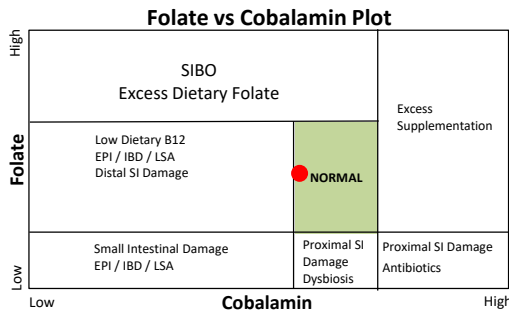 Folate vs Cobalamin Plot
High
SIBO
Excess Dietary Folate
Excess
Supplementation
Folate
Low Dietary B12
EPI / IBD / LSA
Distal SI Damage
NORMAL
Small Intestinal Damage
EPI / IBD / LSA
Proximal SI
Damage
Dysbiosis
Proximal SI Damage
Antibiotics
Low
Low
Cobalamin
High